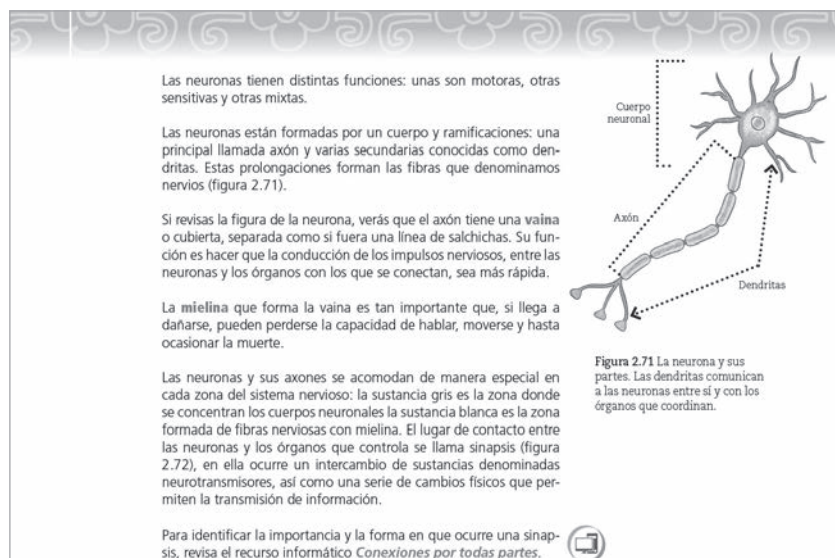 Las neuronas tienen distintas funciones: unas son motoras, otras
sensitivas y otras mixtas.
Las neuronas están formadas por un cuerpo y ramificaciones: una
principal llamada axón y varias secundarias conocidas como den-
dritas. Estas prolongaciones forman las fibras que denominamos
nervios (figura 2.71).
Si revisas la figura de la neurona, verás que el axón tiene una vaina
o cubierta, separada como si fuera una línea de salchichas. Su fun-
ción es hacer que la conducción de los impulsos nerviosos, entre las
neuronas y los órganos con los que se conectan, sea más rápida.
La mielina que forma la vaina es tan importante que, si llega a
dañarse, pueden perderse la capacidad de hablar, moverse y hasta
ocasionar la muerte.
Las neuronas y sus axones se acomodan de manera especial en
cada zona del sistema nervioso: la sustancia gris es la zona donde
se concentran los cuerpos neuronales la sustancia blanca es la zona
formada de fibras nerviosas con mielina. El lugar de contacto entre
las neuronas y los órganos que controla se llama sinapsis (figura
2.72), en ella ocurre un intercambio de sustancias denominadas
neurotransmisores, así como una serie de cambios físicos que per-
miten la transmisión de información.
Para identificar la importancia y la forma en que ocurre una sinap-
sis, revisa el recurso informático Conexiones por todas partes.
Cuerpo
neuronal
Axón
Dendritas
Figura 2.71 La neurona y sus
partes. Las dendritas comunican
a las neuronas entre sí y con los
órganos que coordinan.